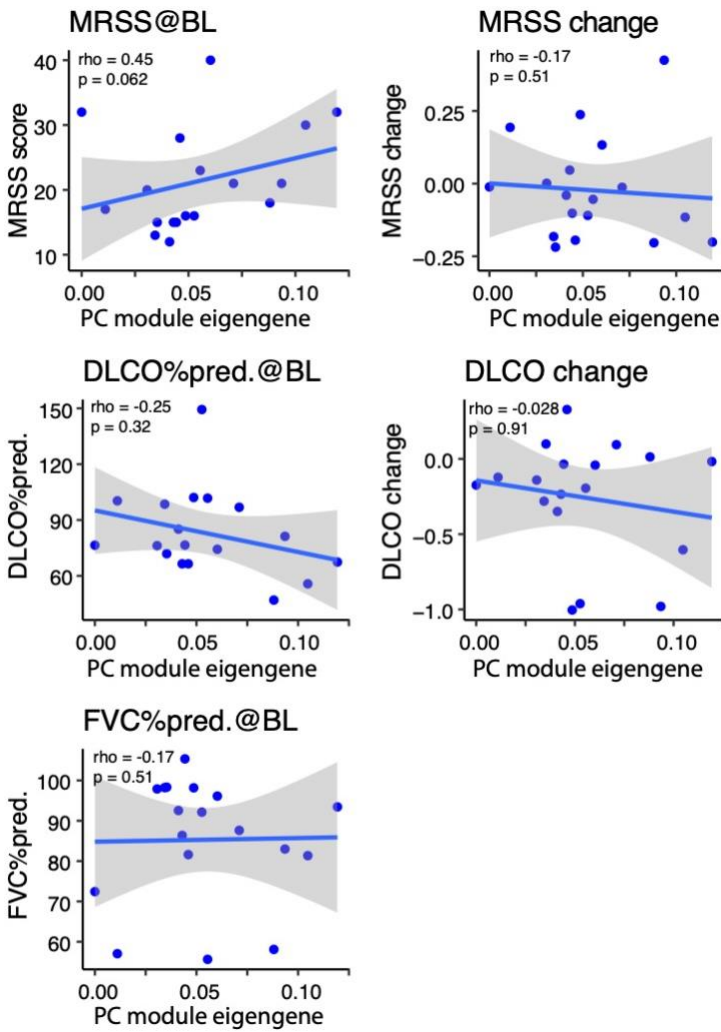 MRSS@BL
rho = 0.45
p = 0.062
MRSS score
40
30
20
10
0.00 0.05 0.10
PC module eigengene
MRSS change
rho = -0.17
p = 0.51
MRSS change
0.25
0.00
−0.25
0.00 0.05 0.10
PC module eigengene
DLCO%pred.@BL
rho = -0.25
p = 0.32
DLCO%pred.
150
120
90
60
0.00 0.05 0.10
PC module eigengene
DLCO change
rho = -0.028
p = 0.91
DLCO change
0.0
−0.5
−1.0
0.00 0.05 0.10
PC module eigengene
FVC%pred.@BL
rho = -0.17
p = 0.51
FVC%pred.
100
90
80
70
60
0.00 0.05 0.10
PC module eigengene